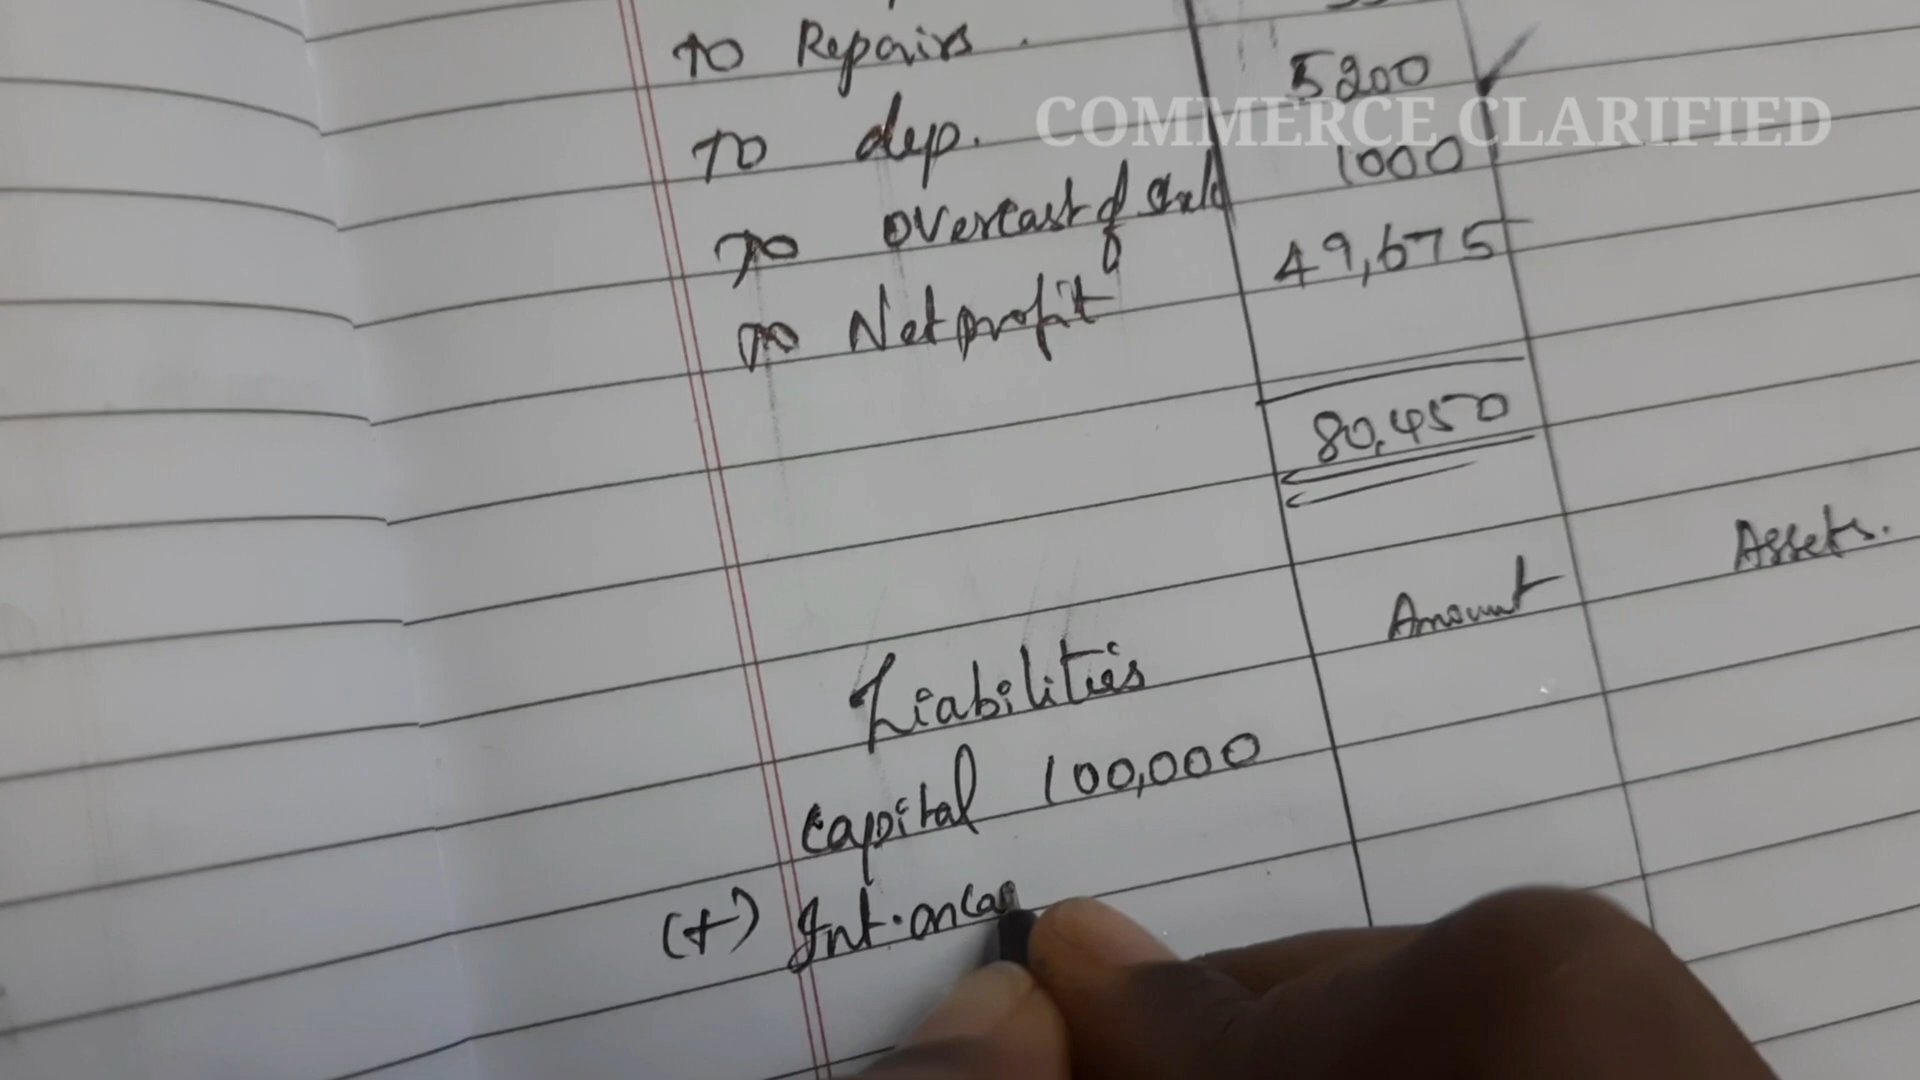 To Repairs.
To dep. 5200
COMMERCE CLARIFIED
To overcast of 1000
To Net profit 49,675
80,450
Liabilities Amount Assets.
Capital 100,000
(+) Int. on Ca